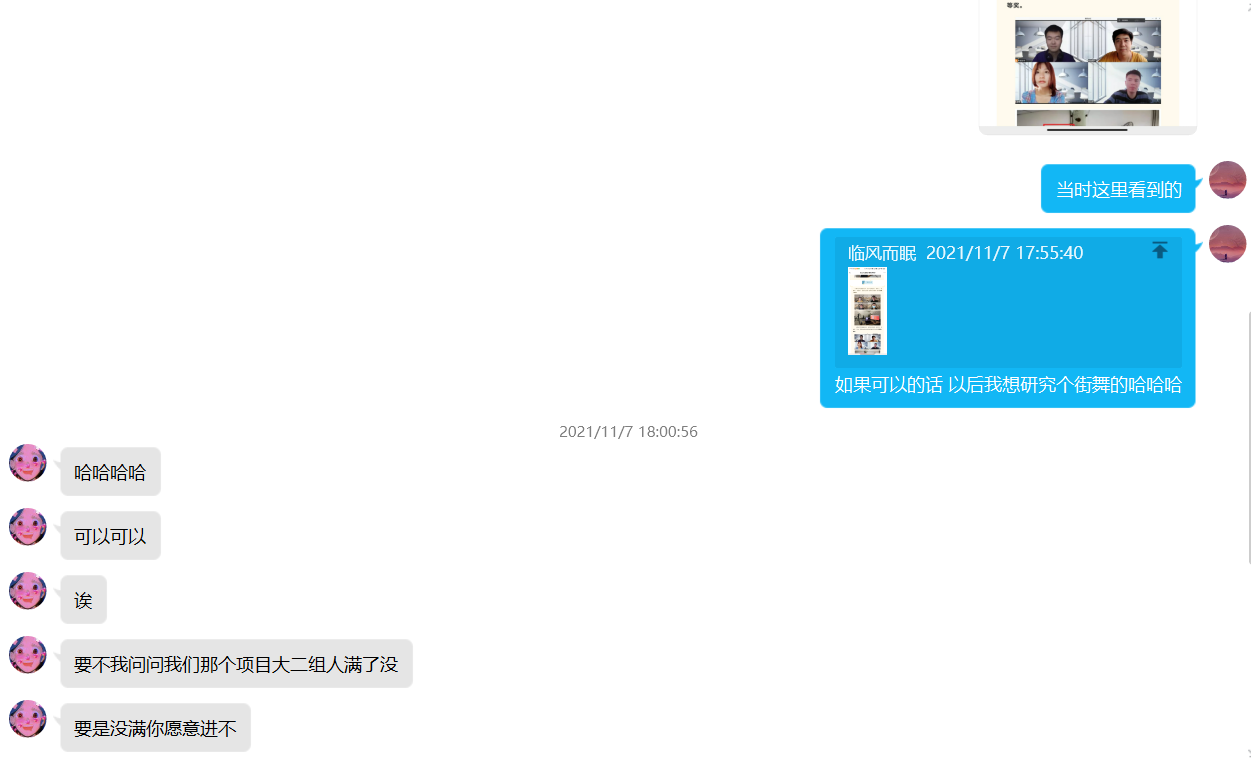 等奖。
当时这里看到的
临风而眠 2021/11/7 17:55:40
如果可以的话 以后我想研究个街舞的哈哈哈
2021/11/7 18:00:56
哈哈哈哈
可以可以
诶
要不我问问我们那个项目大二组人满了没
要是没满你愿意进不